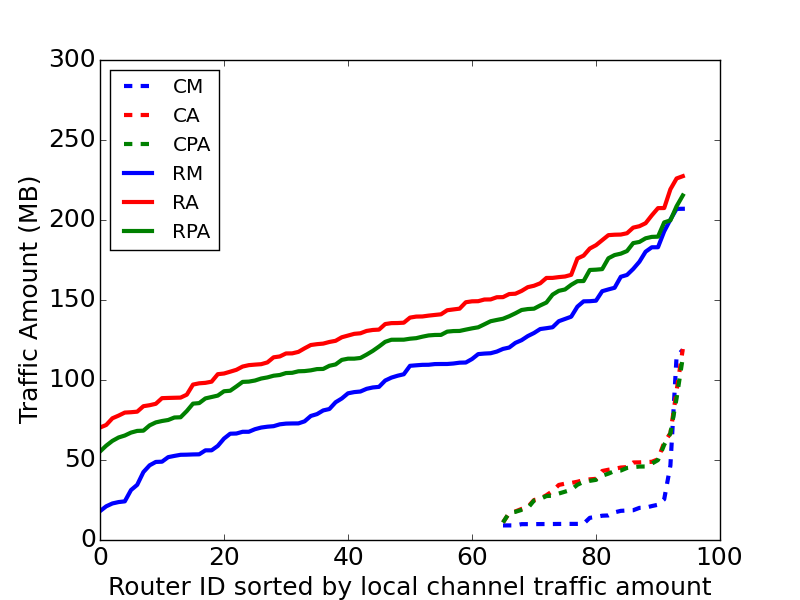 300
250
200
150
100
50
0
Traffic Amount (MB)
CM
CA
CPA
RM
RA
RPA
0 20 40 60 80 100
Router ID sorted by local channel traffic amount